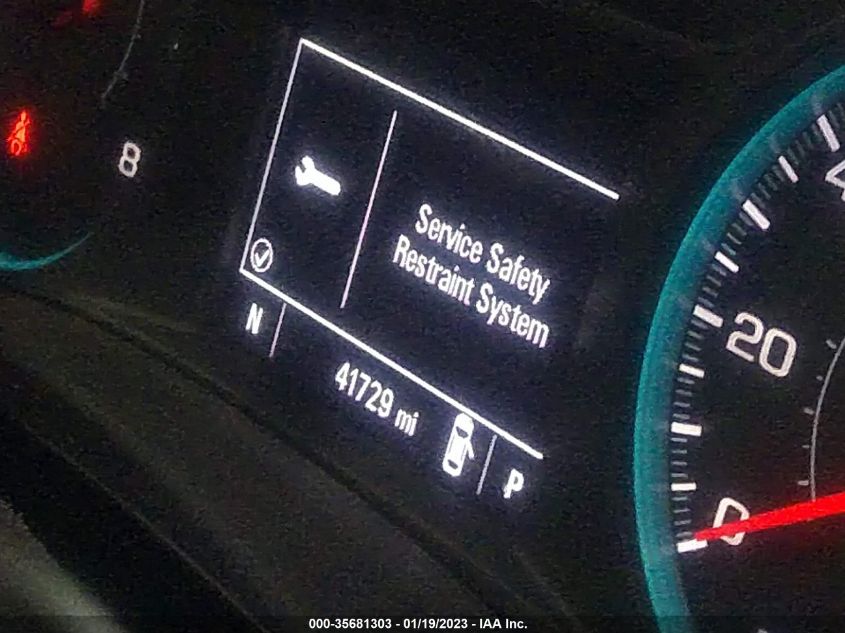 8
Service Safety
Restraint System
N
41729 mi
P
20
0
000-35681303 - 01/19/2023 - IAA Inc.